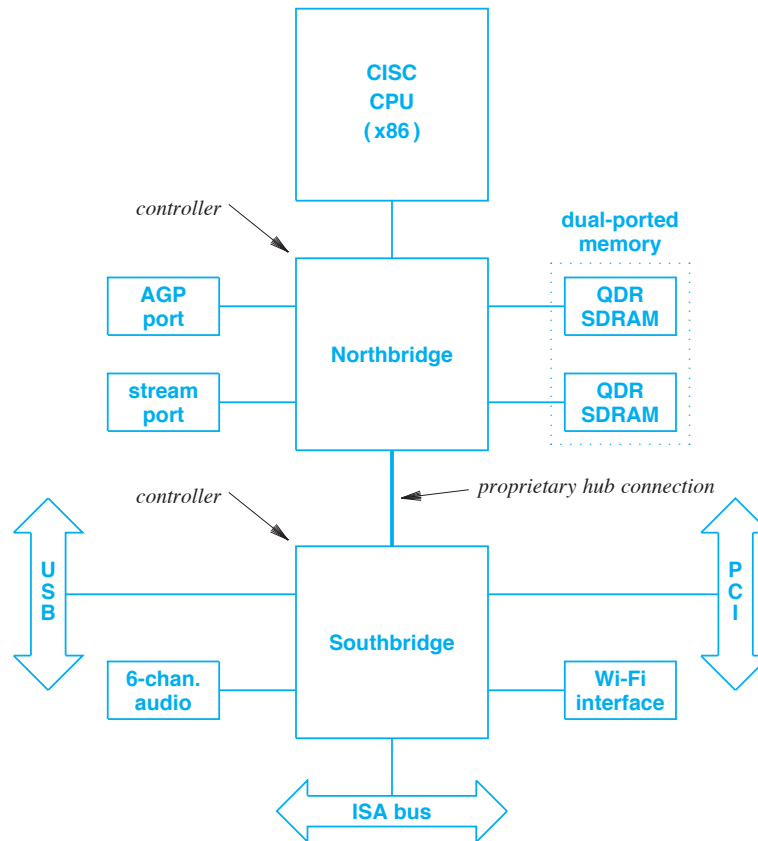 CISC
CPU
( x86 )
controller
dual-ported
memory
AGP
port
QDR
SDRAM
Northbridge
stream
port
QDR
SDRAM
controller
proprietary hub connection
U
S
B
P
C
I
Southbridge
6-chan.
audio
Wi-Fi
interface
ISA bus